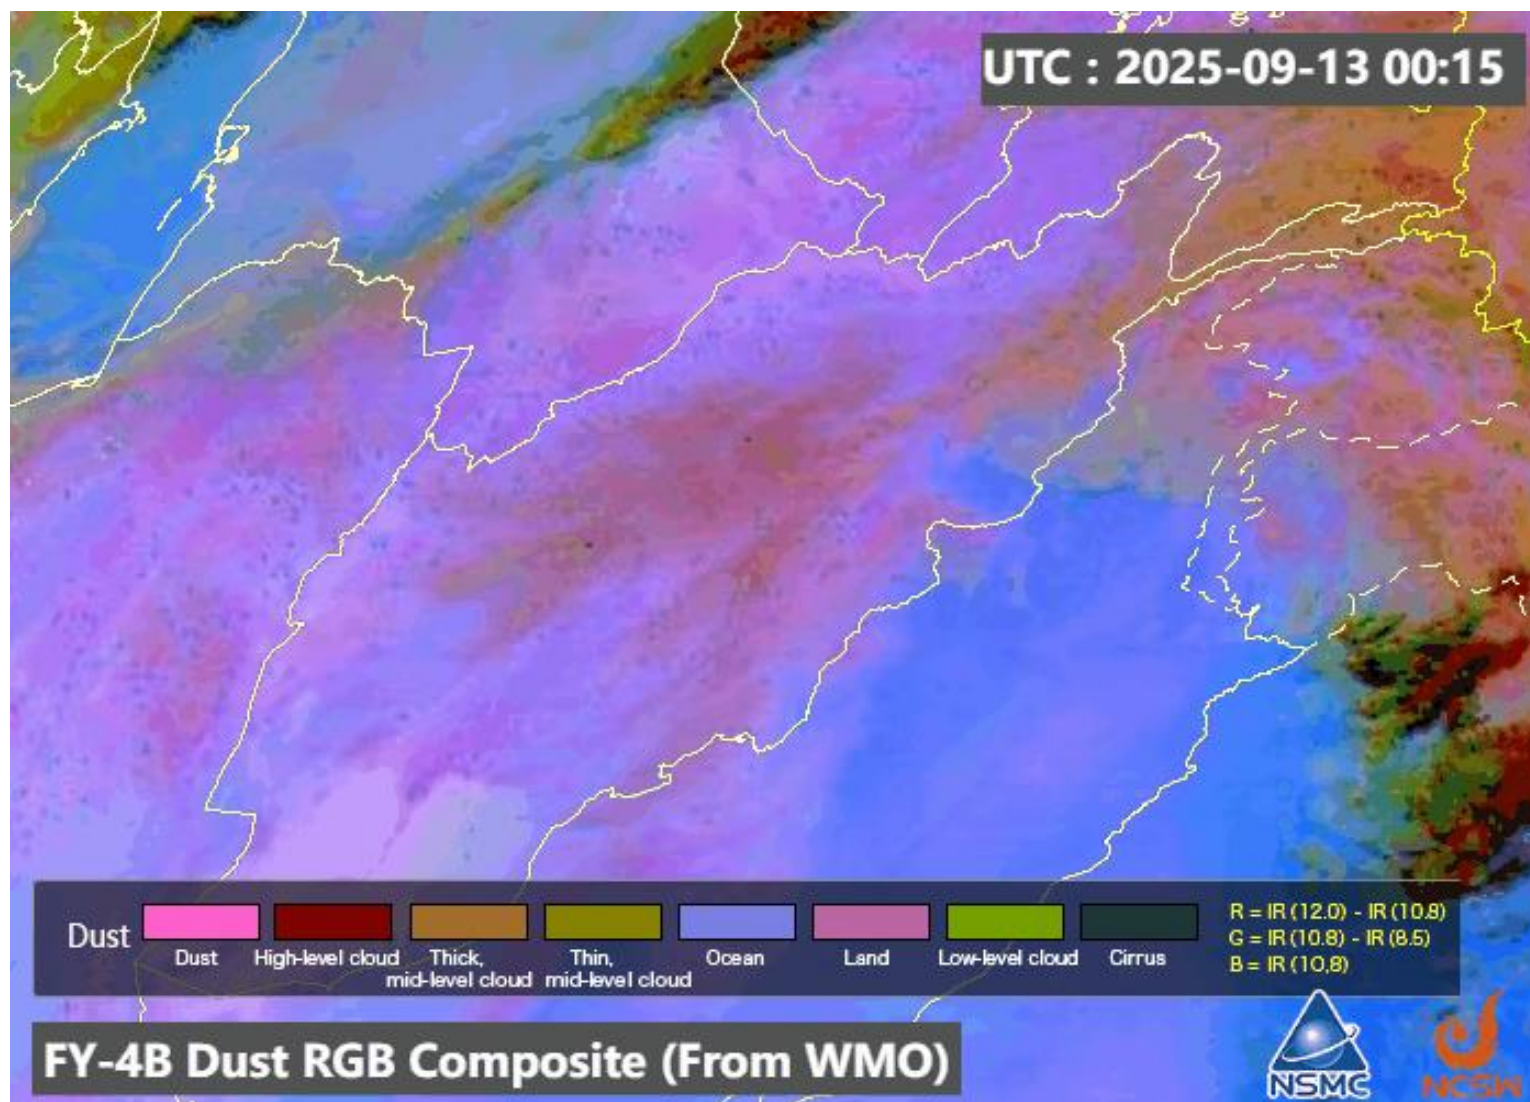 UTC : 2025-09-13 00:15
Dust
Dust
High-level cloud
Thick,
mid-level cloud
Thin,
mid-level cloud
Ocean
Land
Low-level cloud
Cirrus
R = IR (12.0) - IR (10.8)
G = IR (10.8) - IR (8.5)
B = IR (10.8)
FY-4B Dust RGB Composite (From WMO)
NSMC
NCSW